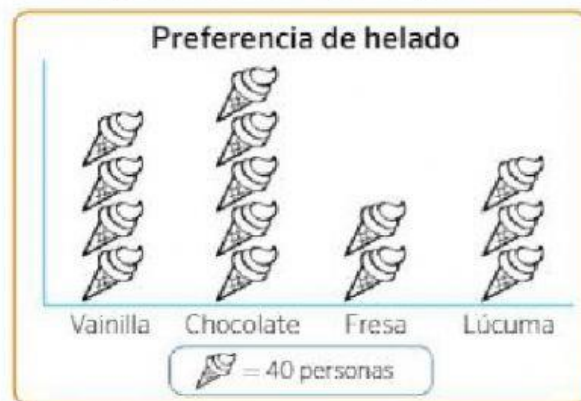 Preferencia de helado
Vainilla Chocolate Fresa Lúcuma
= 40 personas